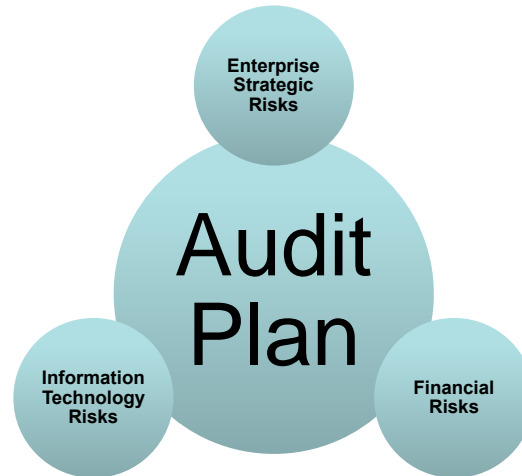 Enterprise
Strategic
Risks
Audit
Plan
Information
Technology
Risks
Financial
Risks